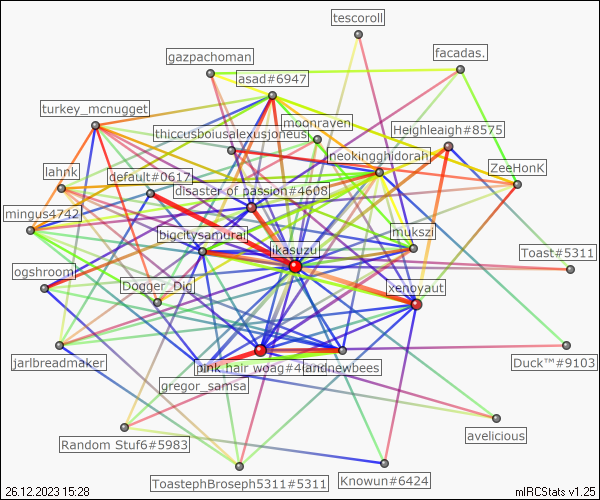 tescoroll
gazpachoman
facadas.
asad#6947
turkey_mcnugget
moonraven
thiccusboiusalexusjoneus
Heighleaigh#8575
neokingghidorah
lahnk
default#0617
ZeeHonK
disaster of passion#4608
mingus4742
bigcitysamurai
mukszi
ikasuzu
Toast#5311
ogshroom
Dogger_Dig
xenoyaut
jarlbreadmaker
pink hair woag#4
landnewbees
Duck™#9103
gregor_samsa
avelicious
Random Stuf6#5983
Knowun#6424
ToastephBroseph5311#5311
26.12.2023 15:28
mIRCStats v1.25